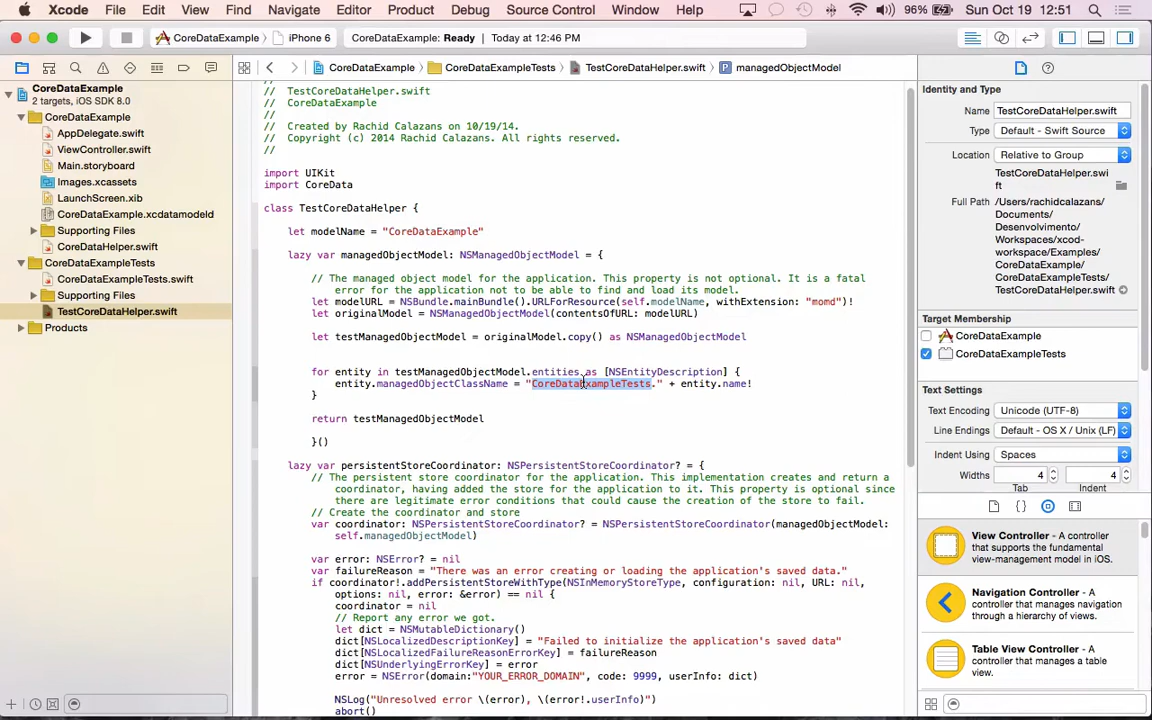 Xcode File Edit View Find Navigate Editor Product Debug Source Control Window Help 96% Sun Oct 19 12:51
CoreDataExample iPhone 6 CoreDataExample: Ready Today at 12:46 PM
CoreDataExample CoreDataExampleTests TestCoreDataHelper.swift P managedObjectModel
CoreDataExample
2 targets, iOS SDK 8.0
CoreDataExample
AppDelegate.swift
ViewController.swift
Main.storyboard
Images.xcassets
LaunchScreen.xib
CoreDataExample.xcdatamodeld
Supporting Files
CoreDataHelper.swift
CoreDataExampleTests
CoreDataExampleTests.swift
Supporting Files
TestCoreDataHelper.swift
Products
//
// TestCoreDataHelper.swift
// CoreDataExample
//
// Created by Rachid Calazans on 10/19/14.
// Copyright (c) 2014 Rachid Calazans. All rights reserved.
//
import UIKit
import CoreData
class TestCoreDataHelper {
let modelName = "CoreDataExample"
lazy var managedObjectModel: NSManagedObjectModel = {
// The managed object model for the application. This property is not optional. It is a fatal
error for the application not to be able to find and load its model.
let modelURL = NSBundle.mainBundle().URLForResource(self.modelName, withExtension: "momd")!
let originalModel = NSManagedObjectModel(contentsOfURL: modelURL)
let testManagedObjectModel = originalModel.copy() as NSManagedObjectModel
for entity in testManagedObjectModel.entities as [NSEntityDescription] {
entity.managedObjectClassName = "CoreDataExampleTests." + entity.name!
}
return testManagedObjectModel
}()
lazy var persistentStoreCoordinator: NSPersistentStoreCoordinator? = {
// The persistent store coordinator for the application. This implementation creates and return a
coordinator, having added the store for the application to it. This property is optional since
there are legitimate error conditions that could cause the creation of the store to fail.
// Create the coordinator and store
var coordinator: NSPersistentStoreCoordinator? = NSPersistentStoreCoordinator(managedObjectModel:
self.managedObjectModel)
var error: NSError? = nil
var failureReason = "There was an error creating or loading the application's saved data."
if coordinator!.addPersistentStoreWithType(NSInMemoryStoreType, configuration: nil, URL: nil,
options: nil, error: &error) == nil {
coordinator = nil
// Report any error we got.
let dict = NSMutableDictionary()
dict[NSLocalizedDescriptionKey] = "Failed to initialize the application's saved data"
dict[NSLocalizedFailureReasonErrorKey] = failureReason
dict[NSUnderlyingErrorKey] = error
error = NSError(domain:"YOUR_ERROR_DOMAIN", code: 9999, userInfo: dict)
NSLog("Unresolved error \(error), \(error!.userInfo)")
abort()
Identity and Type
Name TestCoreDataHelper.swift
Type Default - Swift Source
Location Relative to Group
TestCoreDataHelper.swi
ft
Full Path /Users/rachidcalazans/
Documents/
Desenvolvimento/
Workspaces/xcod-
workspace/Examples/
CoreDataExample/
CoreDataExampleTests/
TestCoreDataHelper.swift
Target Membership
CoreDataExample
CoreDataExampleTests
Text Settings
Text Encoding Unicode (UTF-8)
Line Endings Default - OS X / Unix (LF)
Indent Using Spaces
Widths 4 4
Tab Indent
View Controller - A
controller that supports the
fundamental
view-management model in iOS.
Navigation Controller - A
controller that manages navigation
through a hierarchy of views.
Table View Controller - A
controller that manages a table
view.